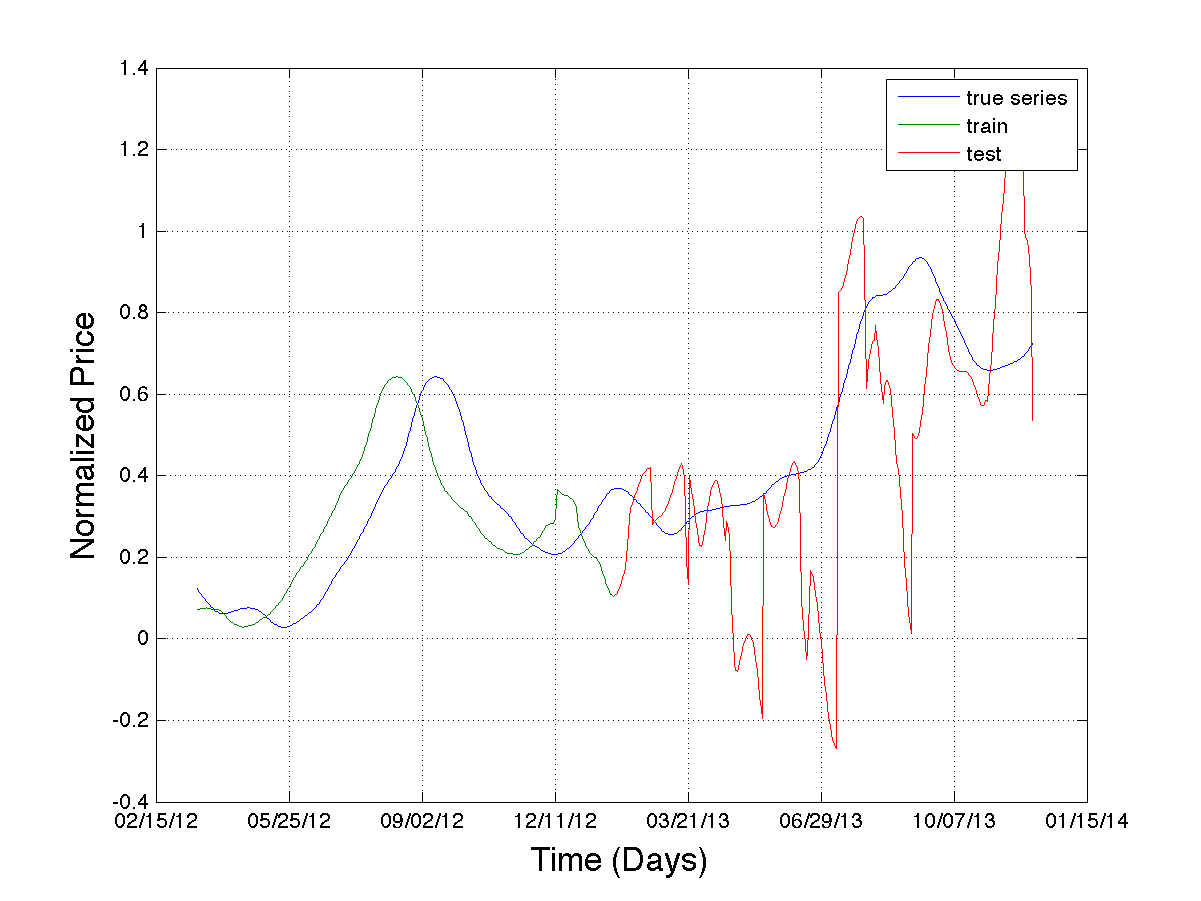 1.4
1.2
1
0.8
0.6
0.4
0.2
0
-0.2
-0.4
Normalized Price
true series
train
test
02/15/12 05/25/12 09/02/12 12/11/12 03/21/13 06/29/13 10/07/13 01/15/14
Time (Days)